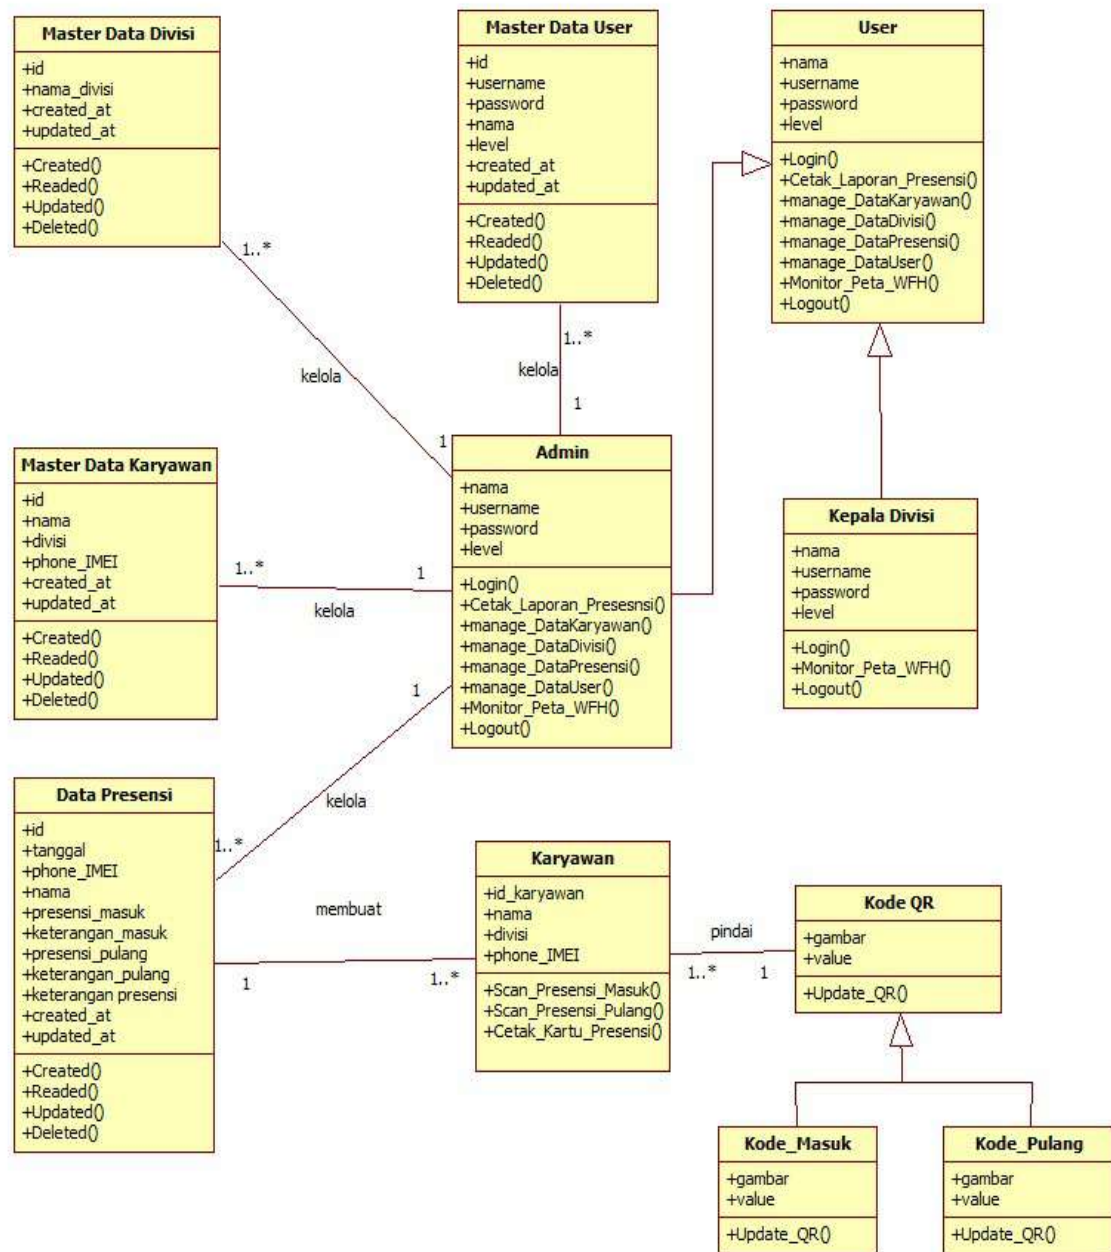 Master Data Divisi
+id
+nama_divisi
+created_at
+updated_at
+Created()
+Readed()
+Updated()
+Deleted()
Master Data User
+id
+username
+password
+nama
+level
+created_at
+updated_at
+Created()
+Readed()
+Updated()
+Deleted()
User
+nama
+username
+password
+level
+Login()
+Cetak_Laporan_Presensi()
+manage_DataKaryawan()
+manage_DataDivisi()
+manage_DataPresensi()
+manage_DataUser()
+Monitor_Peta_WFH()
+Logout()
1..*
kelola
1
1..*
kelola
1
Master Data Karyawan
+id
+nama
+divisi
+phone_IMEI
+created_at
+updated_at
+Created()
+Readed()
+Updated()
+Deleted()
1..*
1
kelola
Admin
+nama
+username
+password
+level
+Login()
+Cetak_Laporan_Presesnsi()
+manage_DataKaryawan()
+manage_DataDivisi()
+manage_DataPresensi()
+manage_DataUser()
+Monitor_Peta_WFH()
+Logout()
Kepala Divisi
+nama
+username
+password
+level
+Login()
+Monitor_Peta_WFH()
+Logout()
1
kelola
1..*
Data Presensi
+id
+tanggal
+phone_IMEI
+nama
+presensi_masuk
+keterangan_masuk
+presensi_pulang
+keterangan_pulang
+keterangan presensi
+created_at
+updated_at
+Created()
+Readed()
+Updated()
+Deleted()
membuat
1
1..*
Karyawan
+id_karyawan
+nama
+divisi
+phone_IMEI
+Scan_Presensi_Masuk()
+Scan_Presensi_Pulang()
+Cetak_Kartu_Presensi()
pindai
1..*
1
Kode QR
+gambar
+value
+Update_QR()
Kode_Masuk
+gambar
+value
+Update_QR()
Kode_Pulang
+gambar
+value
+Update_QR()